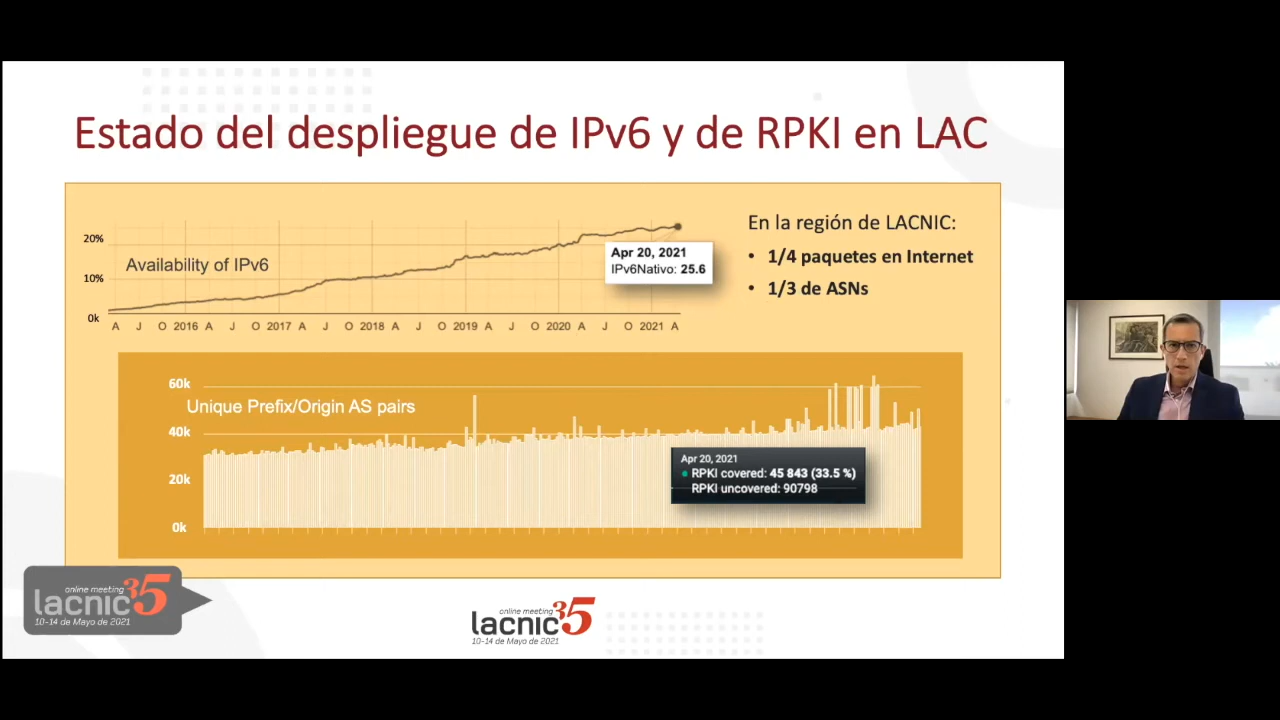 Estado del despliegue de IPv6 y de RPKI en LAC
20%
10%
0k
Availability of IPv6
Apr 20, 2021
IPv6Nativo: 25.6
A J O 2016 A J O 2017 A J O 2018 A J O 2019 A J O 2020 A J O 2021 A
En la región de LACNIC:
• 1/4 paquetes en Internet
• 1/3 de ASNs
60k
40k
20k
0k
Unique Prefix/Origin AS pairs
Apr 20, 2021
RPKI covered: 45 843 (33.5 %)
RPKI uncovered: 90798
online meeting
lacnic35
10-14 de Mayo de 2021
online meeting
lacnic35
10-14 de Mayo de 2021